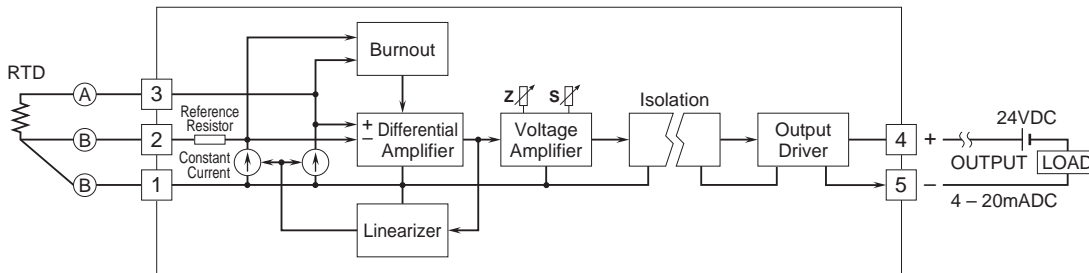 RTD
A
B
B
3
2
1
Reference
Resistor
Constant
Current
Burnout
+
−
Differential
Amplifier
Linearizer
Z
S
Voltage
Amplifier
Isolation
Output
Driver
4
5
+
−
24VDC
OUTPUT
LOAD
4 – 20mADC